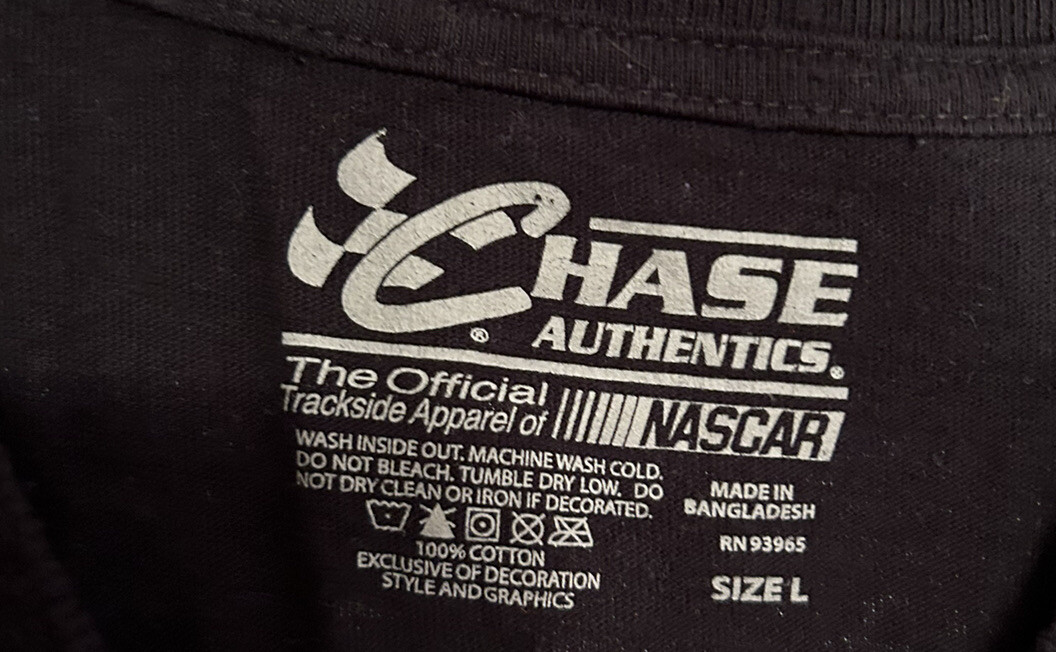 CHASE
AUTHENTICS®
®
The Official
Trackside Apparel of NASCAR
WASH INSIDE OUT. MACHINE WASH COLD.
DO NOT BLEACH. TUMBLE DRY LOW. DO
NOT DRY CLEAN OR IRON IF DECORATED.
100% COTTON
EXCLUSIVE OF DECORATION
STYLE AND GRAPHICS
MADE IN
BANGLADESH
RN 93965
SIZE L